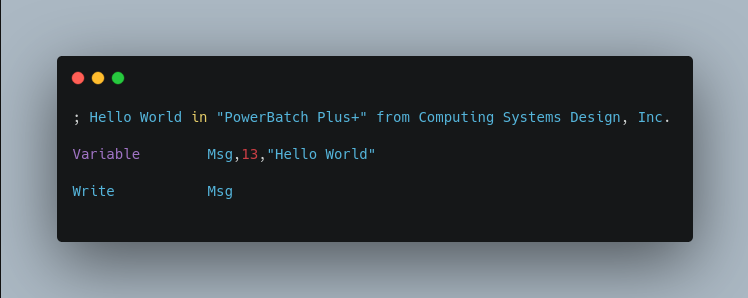 ; Hello World in "PowerBatch Plus+" from Computing Systems Design, Inc.
Variable        Msg,13,"Hello World"
Write           Msg